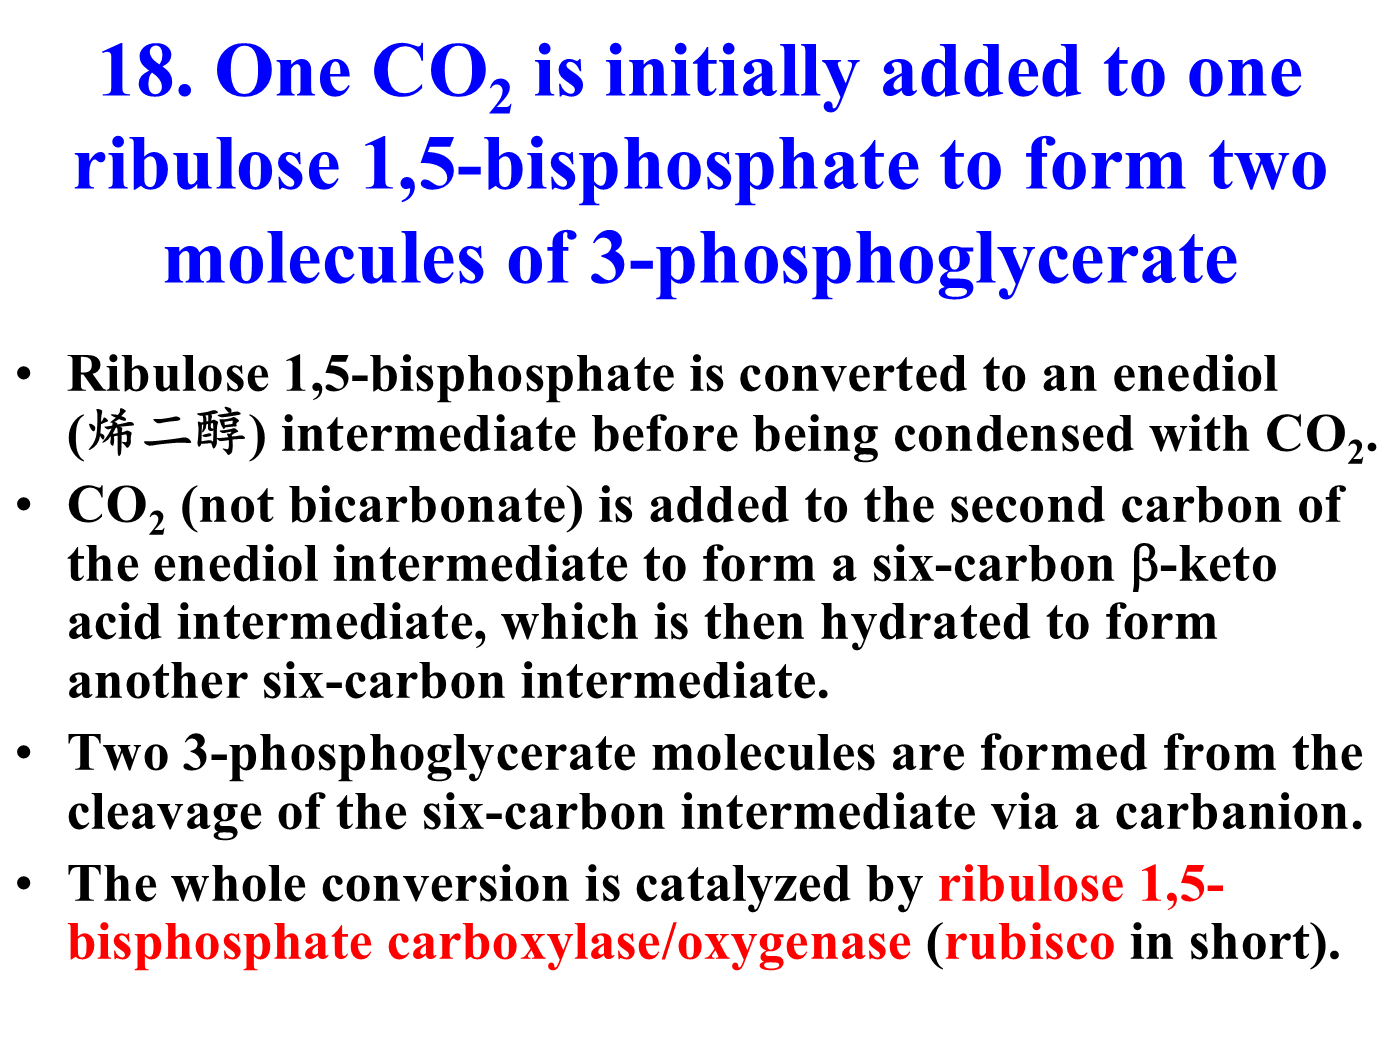 18. One CO₂ is initially added to one
ribulose 1,5-bisphosphate to form two
molecules of 3-phosphoglycerate
• Ribulose 1,5-bisphosphate is converted to an enediol
(烯二醇) intermediate before being condensed with CO₂.
• CO₂ (not bicarbonate) is added to the second carbon of
the enediol intermediate to form a six-carbon β-keto
acid intermediate, which is then hydrated to form
another six-carbon intermediate.
• Two 3-phosphoglycerate molecules are formed from the
cleavage of the six-carbon intermediate via a carbanion.
• The whole conversion is catalyzed by ribulose 1,5-
bisphosphate carboxylase/oxygenase (rubisco in short).